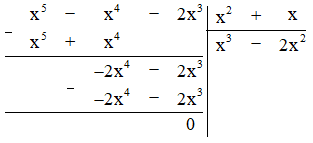 x⁵ − x⁴ − 2x³ x² + x
− x⁵ + x⁴ x³ − 2x²
−2x⁴ − 2x³
− −2x⁴ − 2x³
0